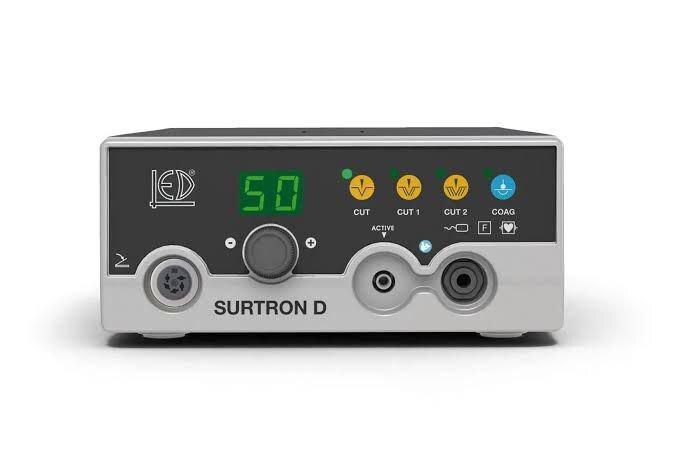 LED®
50
CUT CUT 1 CUT 2 COAG
ACTIVE
F
- +
SURTRON D